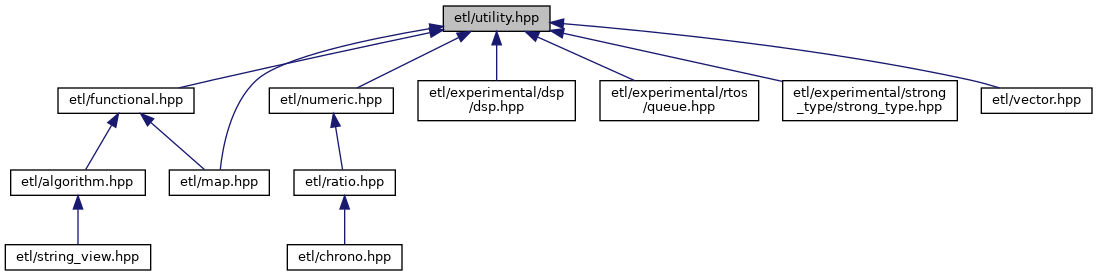 etl/utility.hpp
etl/functional.hpp
etl/numeric.hpp
etl/experimental/dsp
/dsp.hpp
etl/experimental/rtos
/queue.hpp
etl/experimental/strong
_type/strong_type.hpp
etl/vector.hpp
etl/algorithm.hpp
etl/map.hpp
etl/ratio.hpp
etl/string_view.hpp
etl/chrono.hpp